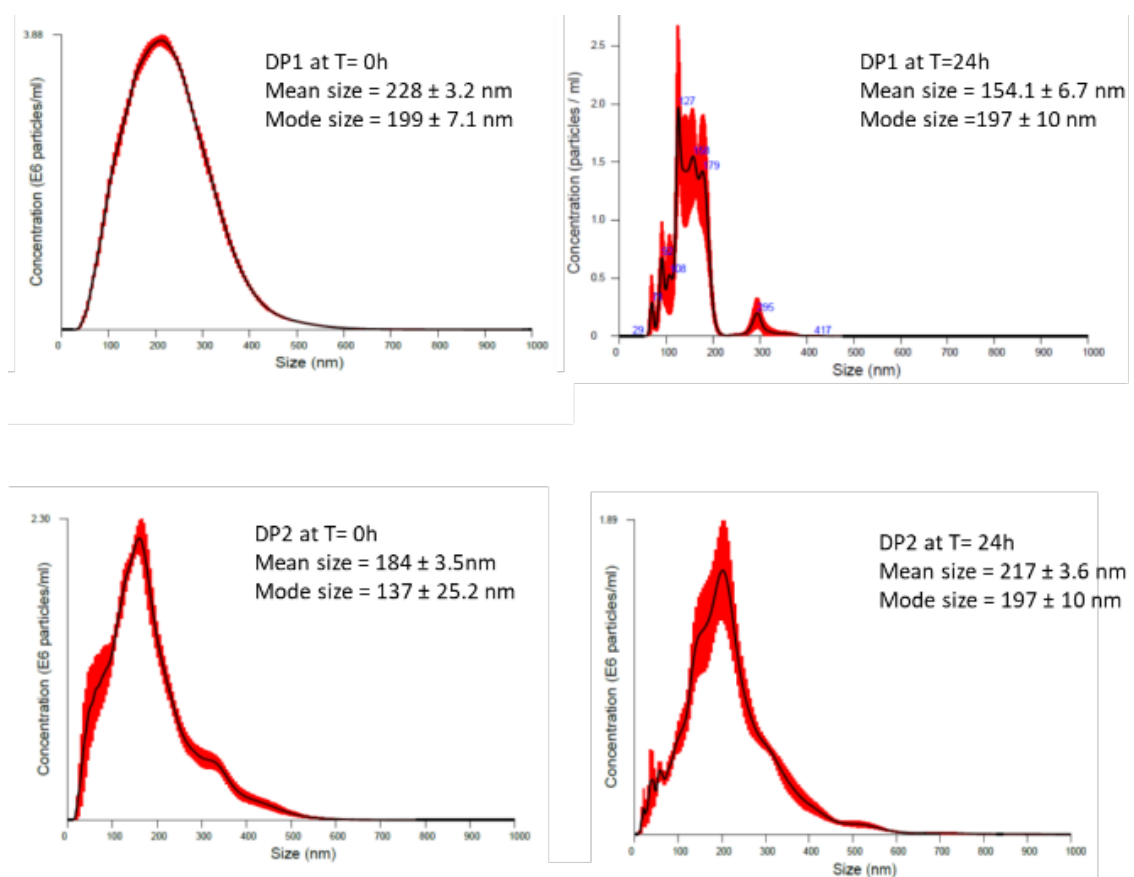 3.88
Concentration (E6 particles/ml)
DP1 at T= 0h
Mean size = 228 ± 3.2 nm
Mode size = 199 ± 7.1 nm
0 100 200 300 400 500 600 700 800 900 1000
Size (nm)
2.5
2.0
1.5
1.0
0.5
0
Concentration (particles / ml)
DP1 at T=24h
Mean size = 154.1 ± 6.7 nm
Mode size =197 ± 10 nm
127
79
08
29
295
417
0 100 200 300 400 500 600 700 800 900 1000
Size (nm)
2.30
Concentration (E6 particles/ml)
DP2 at T= 0h
Mean size = 184 ± 3.5nm
Mode size = 137 ± 25.2 nm
0 100 200 300 400 500 600 700 800 900 1000
Size (nm)
1.89
Concentration (E6 particles/ml)
DP2 at T= 24h
Mean size = 217 ± 3.6 nm
Mode size = 197 ± 10 nm
0 100 200 300 400 500 600 700 800 900 1000
Size (nm)